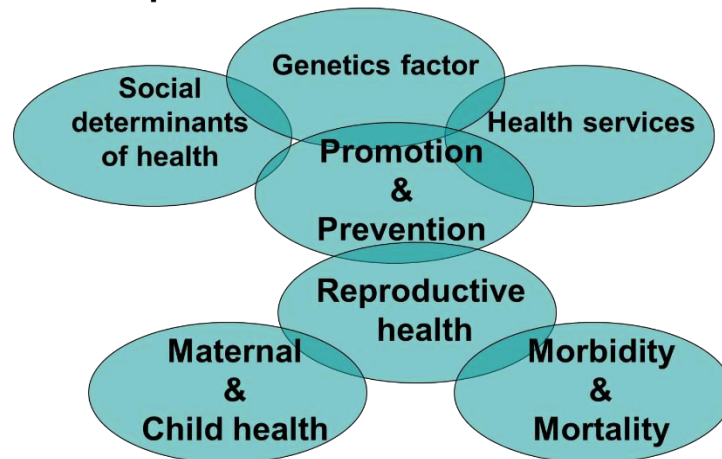 Genetics factor
Social
determinants
of health
Health services
Promotion
&
Prevention
Reproductive
health
Maternal
&
Child health
Morbidity
&
Mortality